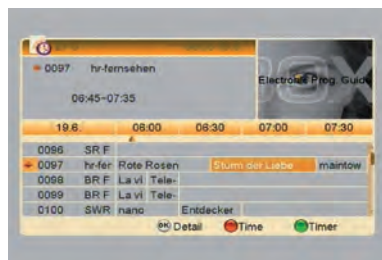 0097 hr-fernsehen
06:45-07:35
Electronic Prog. Guide
19.6. 06:00 06:30 07:00 07:30
0096 SR F
0097 hr-fer Rote Rosen Sturm der Liebe maintow
0098 BR F La vi Tele-
0099 BR F La vi Tele-
0100 SWR nano Entdecker
OK Detail Time Timer